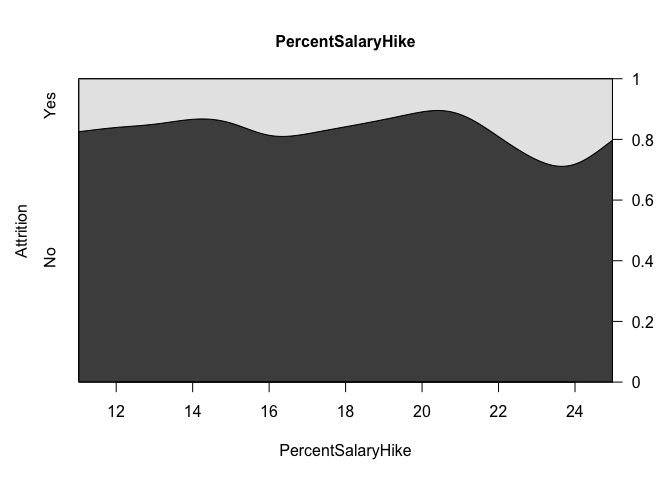 PercentSalaryHike
Yes
No
Attrition
1
0.8
0.6
0.4
0.2
0
12 14 16 18 20 22 24
PercentSalaryHike